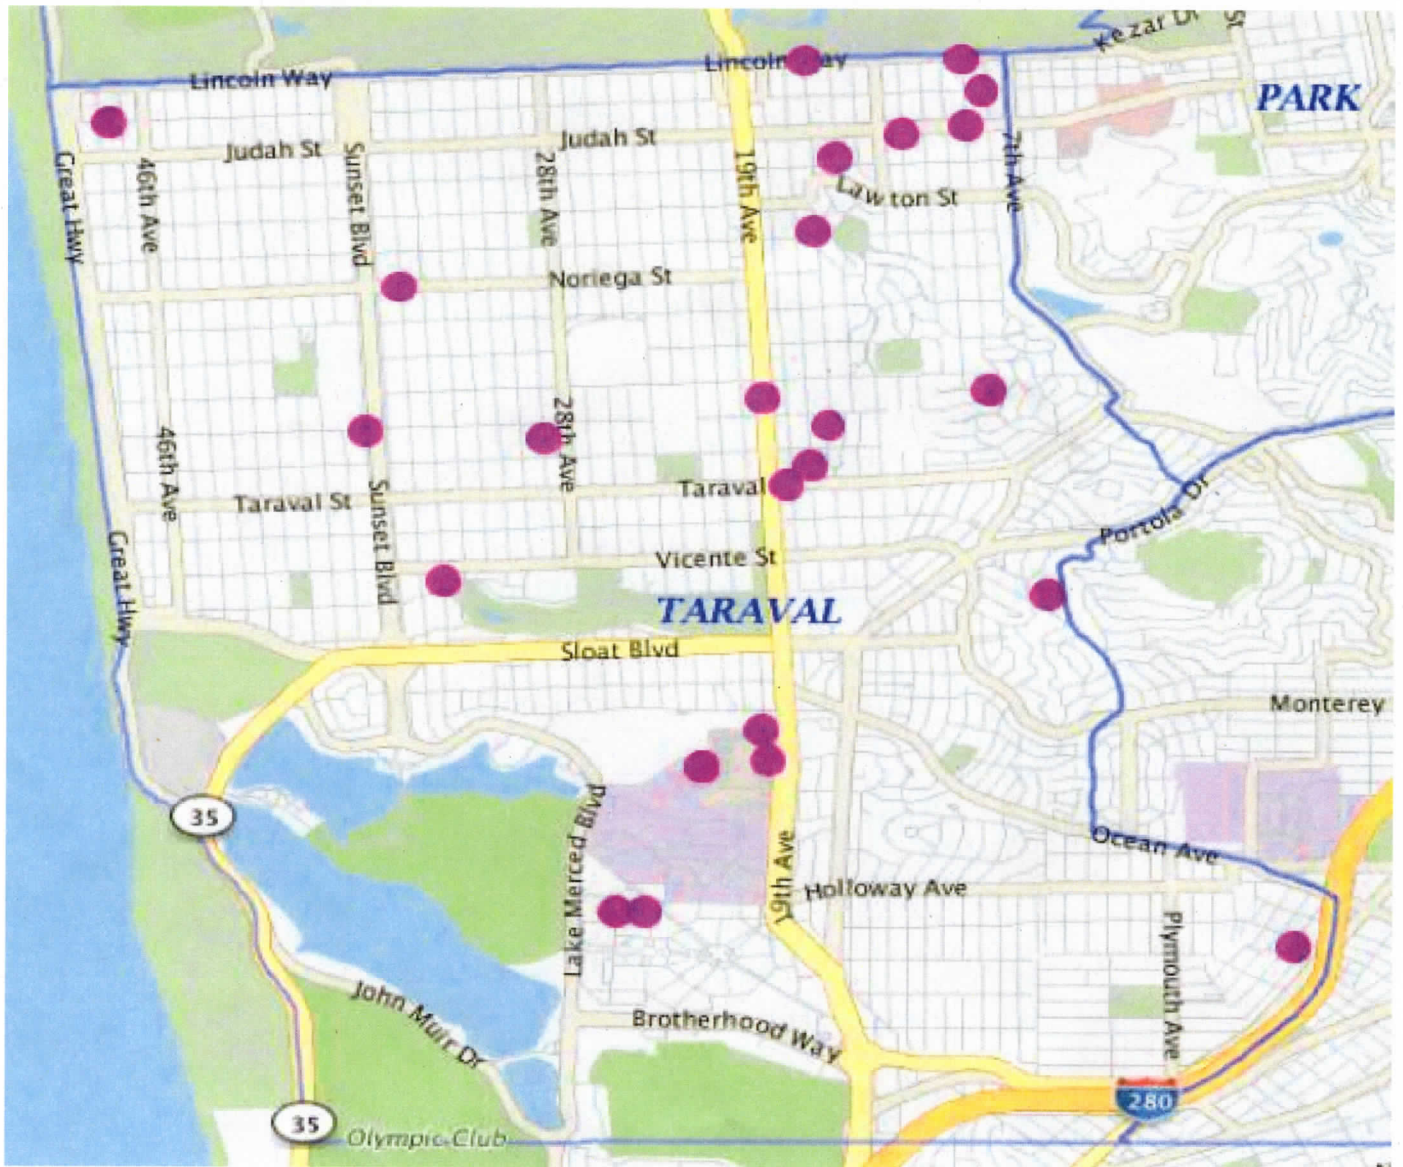 Kezar Dr
St
Lincoln Way
Lincoln Way
PARK
Judah St
Judah St
Great Hwy
46th Ave
Sunset Blvd
28th Ave
19th Ave
7th Ave
Lawton St
Noriega St
46th Ave
28th Ave
Taraval St
Taraval
Sunset Blvd
Portola Dr
Great Hwy
Vicente St
TARAVAL
Sloat Blvd
Monterey
35
Lake Merced Blvd
19th Ave
Ocean Ave
Holloway Ave
Plymouth Ave
John Muir Dr
Brotherhood Way
280
35
Olympic Club